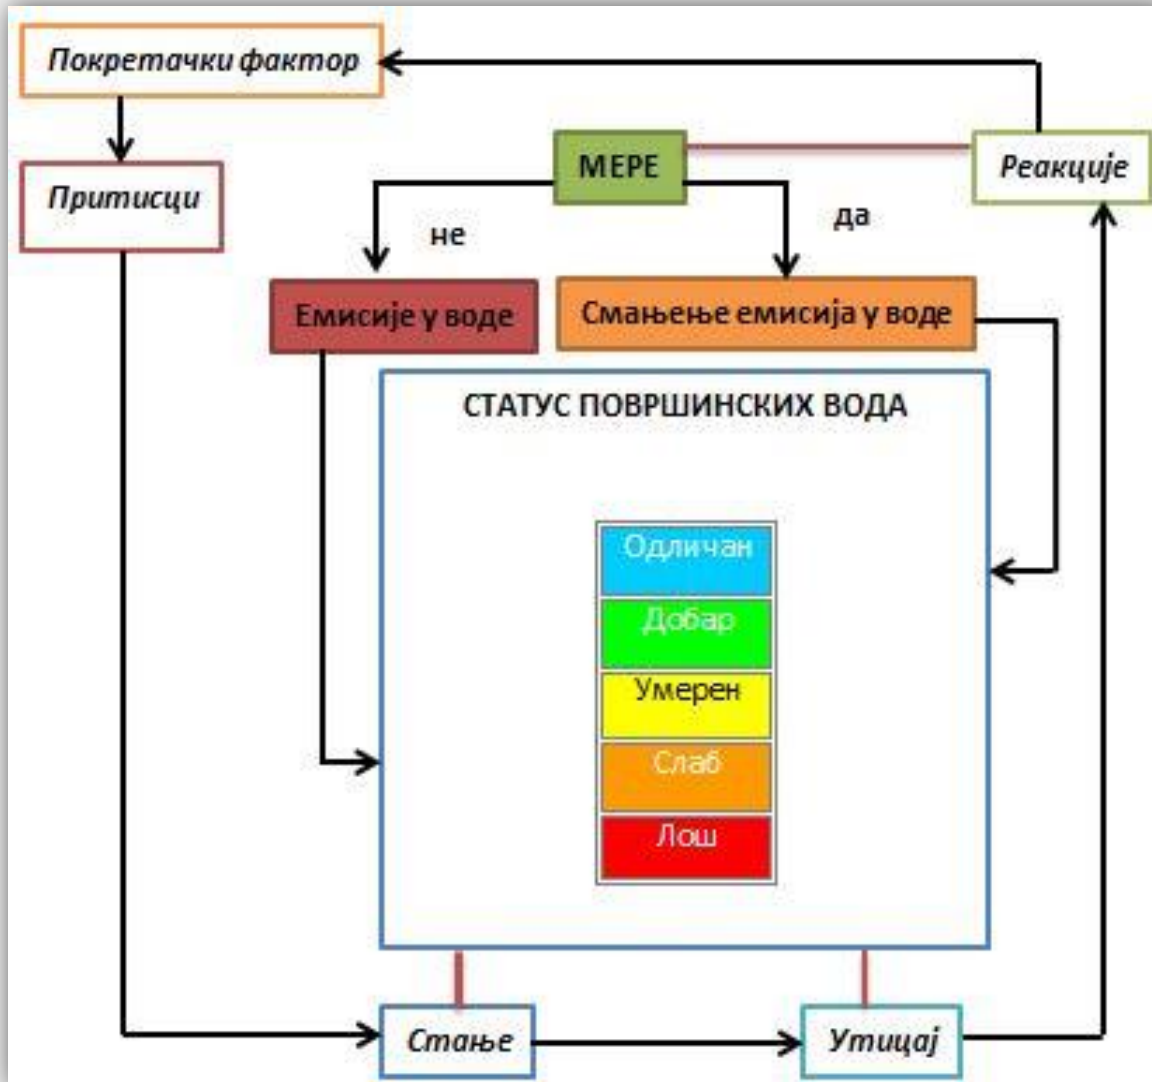 Покретачки фактор
МЕРЕ
Реакције
Притисци
не
да
Емисије у воде
Смањење емисија у воде
СТАТУС ПОВРШИНСКИХ ВОДА
Одличан
Добар
Умерен
Слаб
Лош
Стање
Утицај